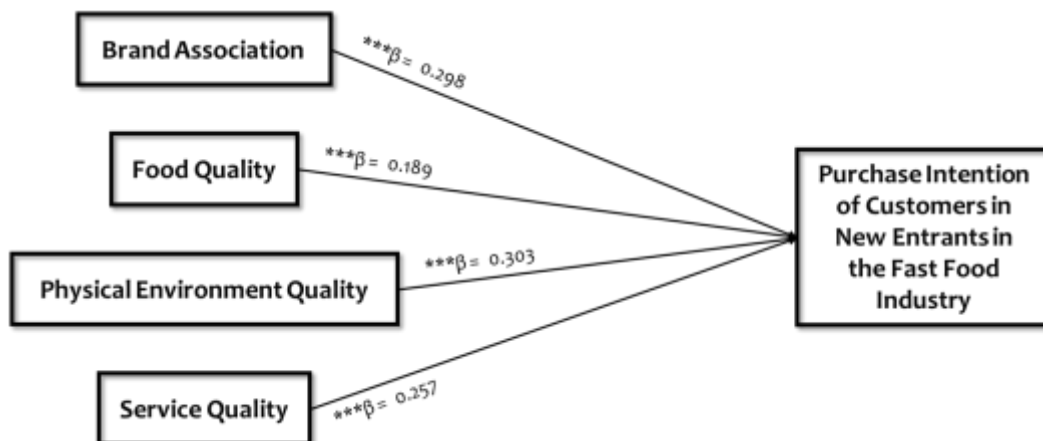 Brand Association
***β = 0.298
Food Quality
***β = 0.189
Physical Environment Quality
***β = 0.303
Service Quality
***β = 0.257
Purchase Intention
of Customers in
New Entrants in
the Fast Food
Industry